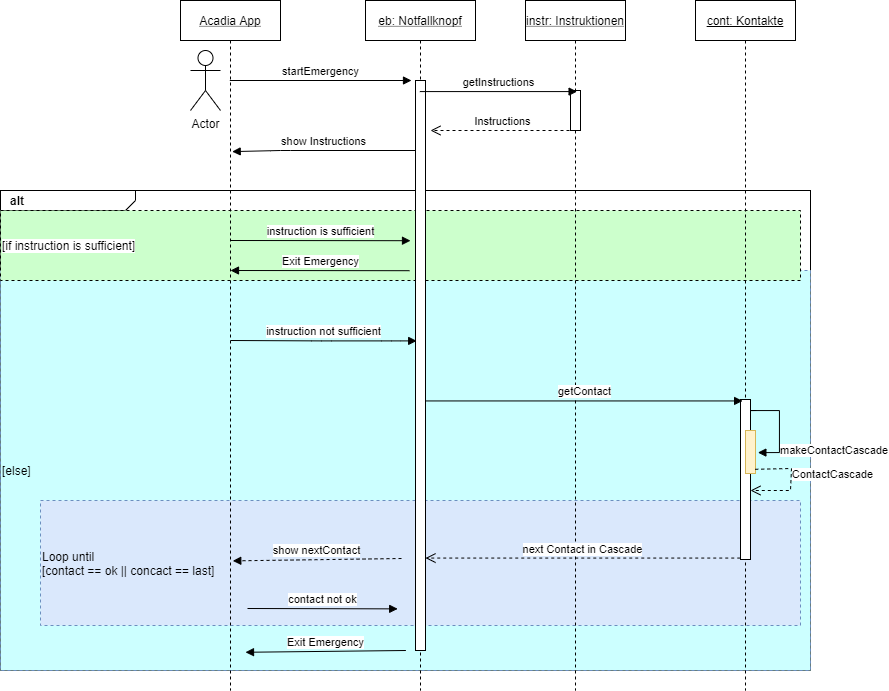 Acadia App
eb: Notfallknopf
instr: Instruktionen
cont: Kontakte
Actor
startEmergency
getInstructions
Instructions
show Instructions
alt
[if instruction is sufficient]
instruction is sufficient
Exit Emergency
instruction not sufficient
getContact
makeContactCascade
[else]
ContactCascade
Loop until
[contact == ok || concact == last]
show nextContact
next Contact in Cascade
contact not ok
Exit Emergency